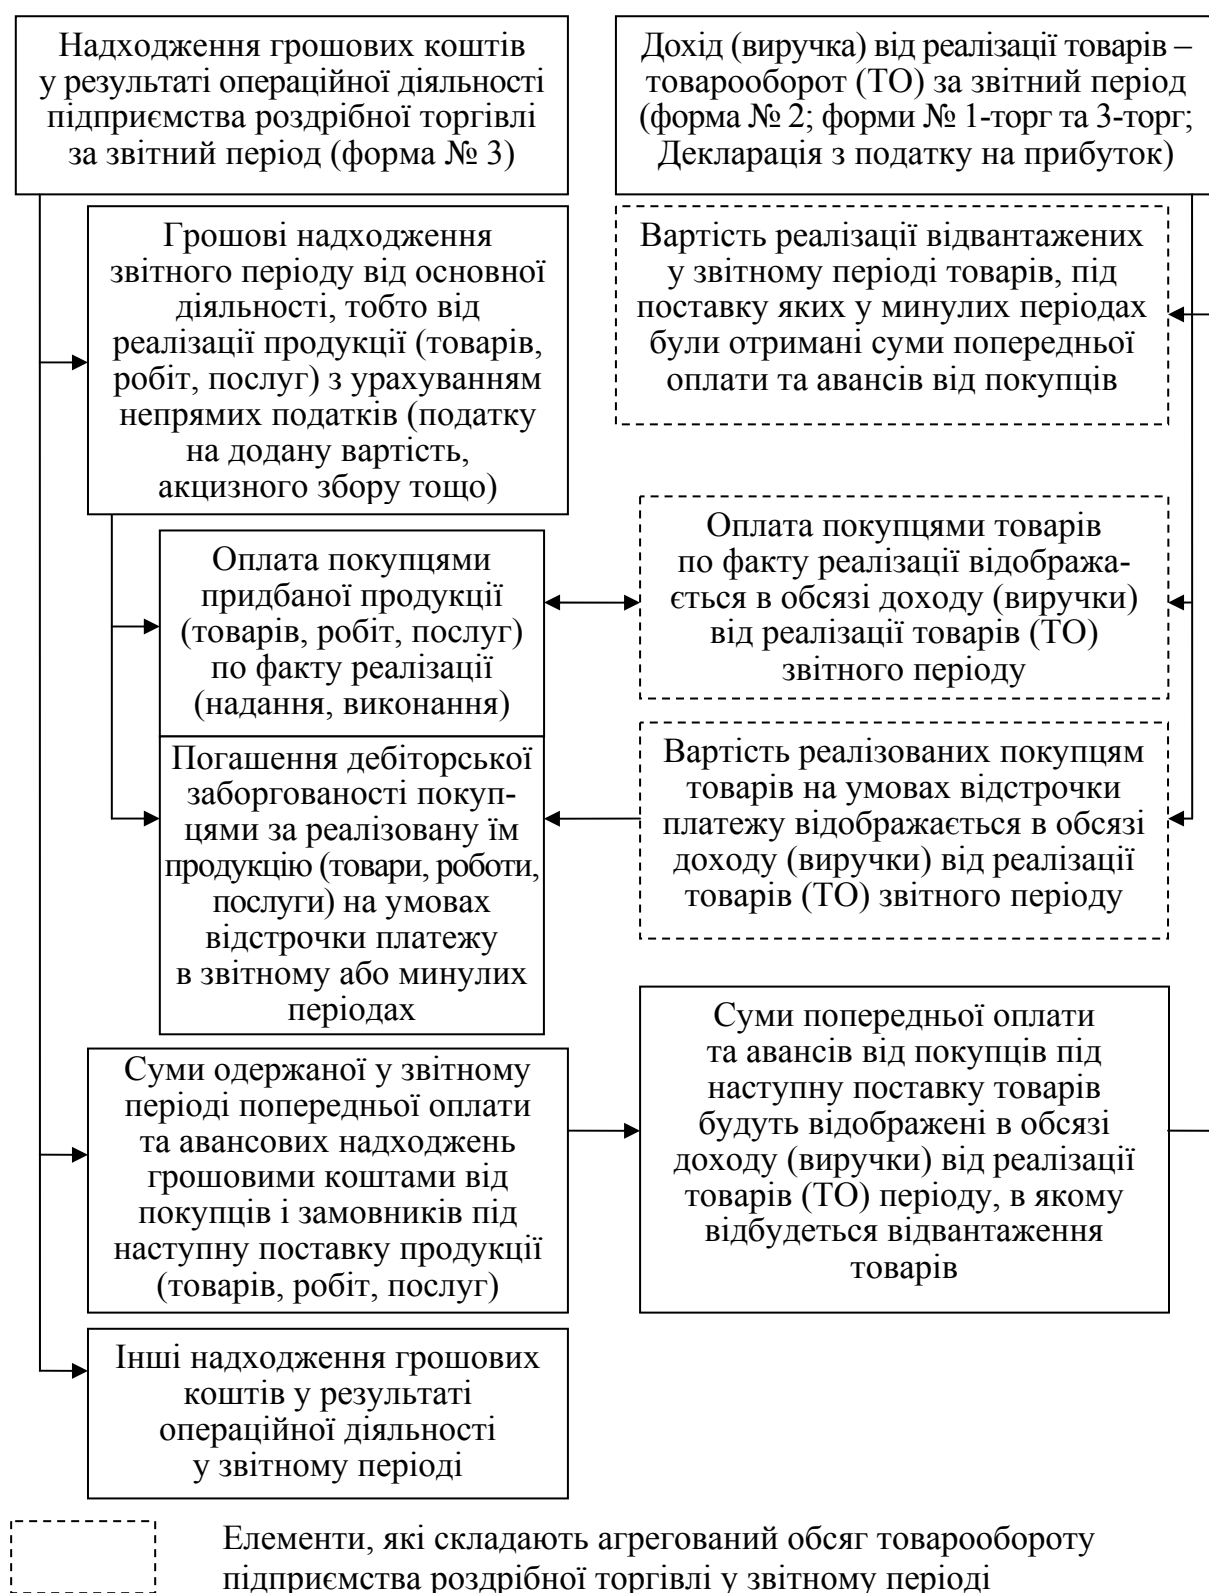 Надходження грошових коштів
у результаті операційної діяльності
підприємства роздрібної торгівлі
за звітний період (форма № 3)
Дохід (виручка) від реалізації товарів –
товарооборот (ТО) за звітний період
(форма № 2; форми № 1-торг та 3-торг;
Декларація з податку на прибуток)
Грошові надходження
звітного періоду від основної
діяльності, тобто від
реалізації продукції (товарів,
робіт, послуг) з урахуванням
непрямих податків (податку
на додану вартість,
акцизного збору тощо)
Вартість реалізації відвантажених
у звітному періоді товарів, під
поставку яких у минулих періодах
були отримані суми попередньої
оплати та авансів від покупців
Оплата покупцями
придбаної продукції
(товарів, робіт, послуг)
по факту реалізації
(надання, виконання)
Оплата покупцями товарів
по факту реалізації відобража-
ється в обсязі доходу (виручки)
від реалізації товарів (ТО)
звітного періоду
Погашення дебіторської
заборгованості покуп-
цями за реалізовану їм
продукцію (товари, роботи,
послуги) на умовах
відстрочки платежу
в звітному або минулих
періодах
Вартість реалізованих покупцям
товарів на умовах відстрочки
платежу відображається в обсязі
доходу (виручки) від реалізації
товарів (ТО) звітного періоду
Суми одержаної у звітному
періоді попередньої оплати
та авансових надходжень
грошовими коштами від
покупців і замовників під
наступну поставку продукції
(товарів, робіт, послуг)
Суми попередньої оплати
та авансів від покупців під
наступну поставку товарів
будуть відображені в обсязі
доходу (виручки) від реалізації
товарів (ТО) періоду, в якому
відбудеться відвантаження
товарів
Інші надходження грошових
коштів у результаті
операційної діяльності
у звітному періоді
Елементи, які складають агрегований обсяг товарообороту
підприємства роздрібної торгівлі у звітному періоді